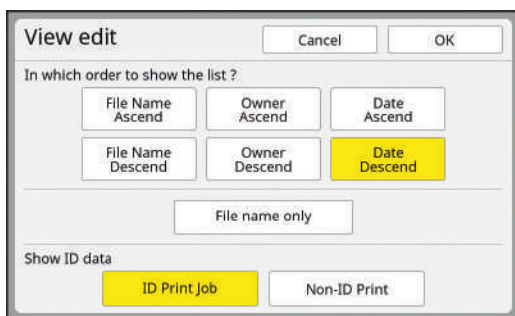 View edit
Cancel
OK
In which order to show the list ?
File Name
Ascend
Owner
Ascend
Date
Ascend
File Name
Descend
Owner
Descend
Date
Descend
File name only
Show ID data
ID Print Job
Non-ID Print